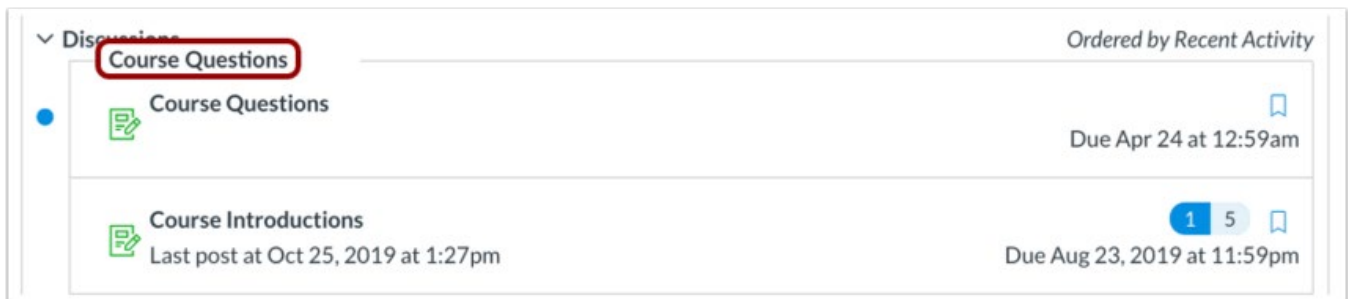 Discussions
Ordered by Recent Activity
Course Questions
Course Questions
Due Apr 24 at 12:59am
Course Introductions
1 5
Last post at Oct 25, 2019 at 1:27pm
Due Aug 23, 2019 at 11:59pm